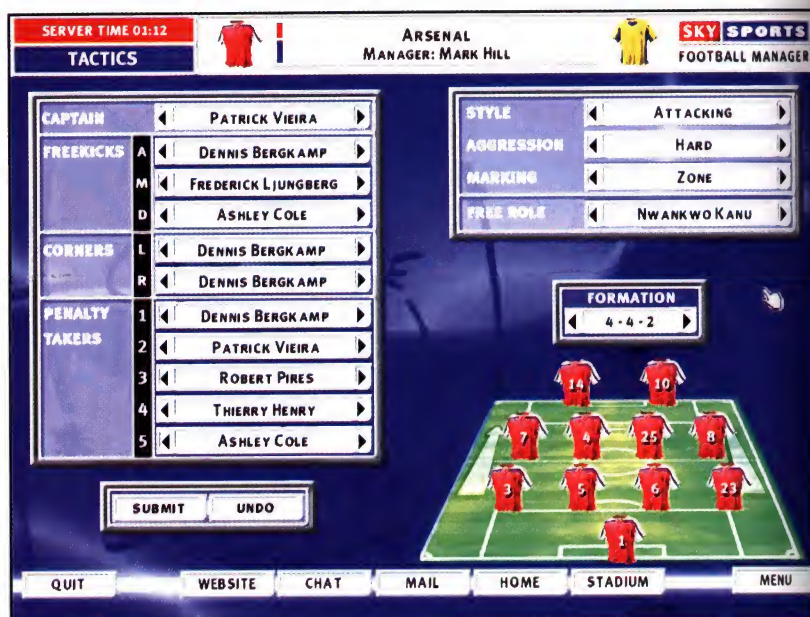 SERVER TIME 01:12
TACTICS
ARSENAL
MANAGER: MARK HILL
SKY SPORTS
FOOTBALL MANAGER
CAPTAIN PATRICK VIEIRA
FREEKICKS A DENNIS BERGKAMP
M FREDERICK LJUNGBERG
D ASHLEY COLE
CORNERS L DENNIS BERGKAMP
R DENNIS BERGKAMP
PENALTY TAKERS 1 DENNIS BERGKAMP
2 PATRICK VIEIRA
3 ROBERT PIRES
4 THIERRY HENRY
5 ASHLEY COLE
SUBMIT UNDO
STYLE ATTACKING
AGGRESSION HARD
MARKING ZONE
FREE ROLE NWANKWO KANU
FORMATION
4-4-2
14 10
7 4 25 8
3 5 6 23
1
QUIT WEBSITE CHAT MAIL HOME STADIUM MENU